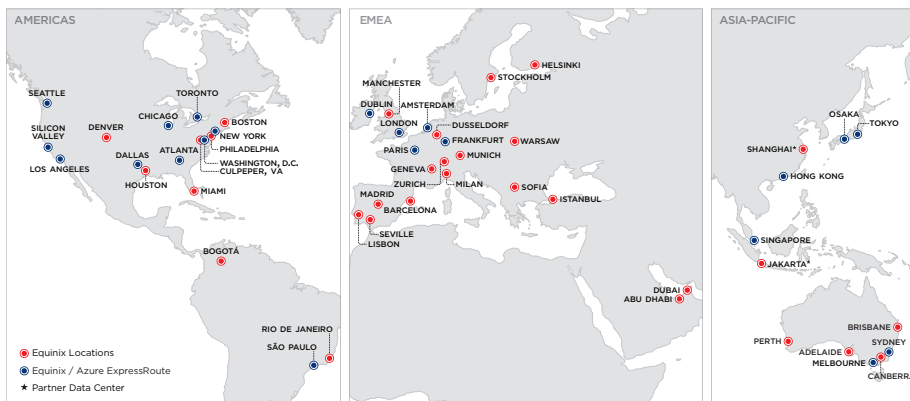 AMERICAS
SEATTLE
SILICON
VALLEY
LOS ANGELES
DENVER
DALLAS
HOUSTON
CHICAGO
TORONTO
ATLANTA
BOSTON
NEW YORK
PHILADELPHIA
WASHINGTON, D.C.
CULPEPER, VA
MIAMI
BOGOTÁ
RIO DE JANEIRO
SÃO PAULO
Equinix Locations
Equinix / Azure ExpressRoute
★ Partner Data Center
EMEA
HELSINKI
STOCKHOLM
MANCHESTER
DUBLIN
AMSTERDAM
LONDON
DUSSELDORF
FRANKFURT
PARIS
WARSAW
MUNICH
GENEVA
ZURICH
MILAN
SOFIA
MADRID
BARCELONA
ISTANBUL
SEVILLE
LISBON
DUBAI
ABU DHABI
ASIA-PACIFIC
OSAKA
TOKYO
SHANGHAI*
HONG KONG
SINGAPORE
JAKARTA*
BRISBANE
PERTH
SYDNEY
ADELAIDE
MELBOURNE
CANBERRA